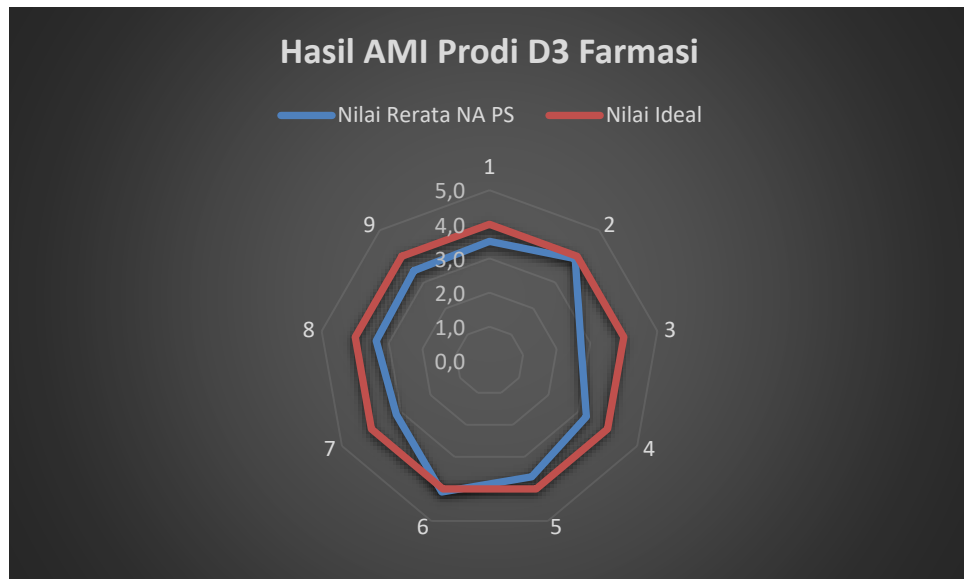 Hasil AMI Prodi D3 Farmasi
Nilai Rerata NA PS Nilai Ideal
1
5,0
9 4,0 2
3,0
2,0
8 1,0 3
0,0
7 4
6 5